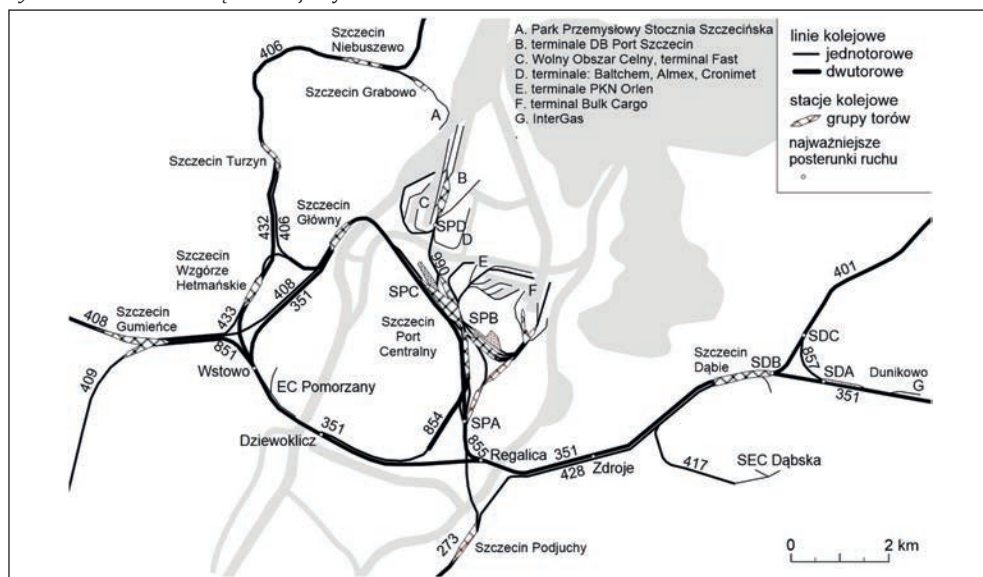 A. Park Przemysłowy Stocznia Szczecińska
B. terminale DB Port Szczecin
C. Wolny Obszar Celny, terminal Fast
D. terminale: Baltchem, Almex, Cronimet
E. terminale PKN Orlen
F. terminal Bulk Cargo
G. InterGas
linie kolejowe
jednotorowe
dwutorowe
stacje kolejowe
grupy torów
najważniejsze
posterunki ruchu
406
Szczecin
Niebuszewo
Szczecin Grabowo
A
Szczecin Turzyn
B
C
SPD
D
Szczecin
Główny
432
406
990
E
F
SPC
SPB
Szczecin
Wzgórze
Hetmańskie
433
408
351
Szczecin
Port
Centralny
401
408
Szczecin
Gumieńce
851
Wstowo
409
EC Pomorzany
Szczecin
Dąbie
SDB
SDC
857
SDA
Dunikowo
G
351
351
Dziewoklicz
854
SPA
855
Regalica
351
428
Zdroje
417
SEC Dąbska
273
Szczecin Podjuchy
0
2 km